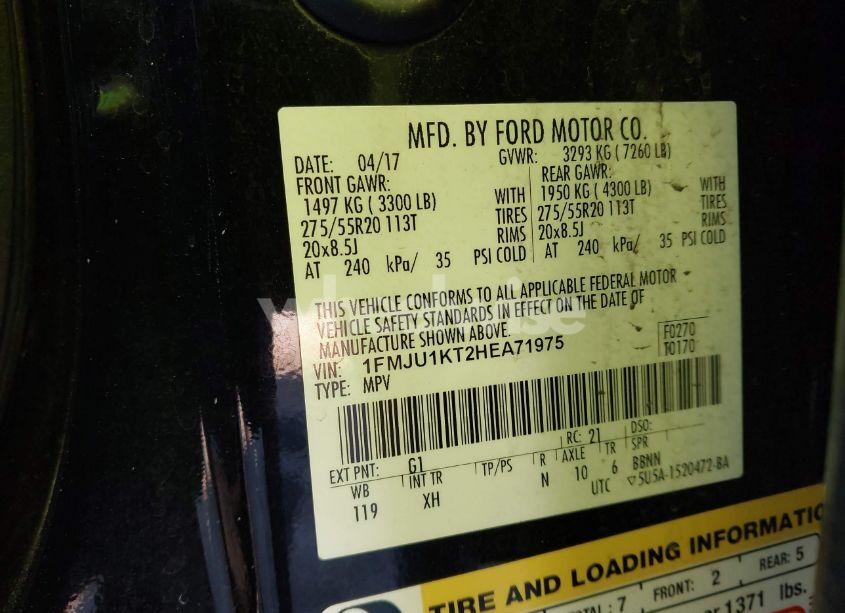 MFD. BY FORD MOTOR CO.
DATE: 04/17 GVWR: 3293 KG ( 7260 LB)
FRONT GAWR: REAR GAWR:
1497 KG ( 3300 LB) WITH 1950 KG ( 4300 LB) WITH
275/55R20 113T TIRES 275/55R20 113T TIRES
20x8.5J RIMS 20x8.5J RIMS
AT 240 kPa/ 35 PSI COLD AT 240 kPa/ 35 PSI COLD
THIS VEHICLE CONFORMS TO ALL APPLICABLE FEDERAL MOTOR
VEHICLE SAFETY STANDARDS IN EFFECT ON THE DATE OF
MANUFACTURE SHOWN ABOVE.
VIN: 1FMJU1KT2HEA71975 F0270
TYPE: MPV T0170
EXT PNT: G1 RC: 21 DSO:
WB INT TR TP/PS R AXLE TR SPR
119 XH N 10 6 BBNN
UTC ▽5U5A-1520472-BA
TIRE AND LOADING INFORMATIO
: 7 FRONT: 2 REAR: 5
1371 lbs.